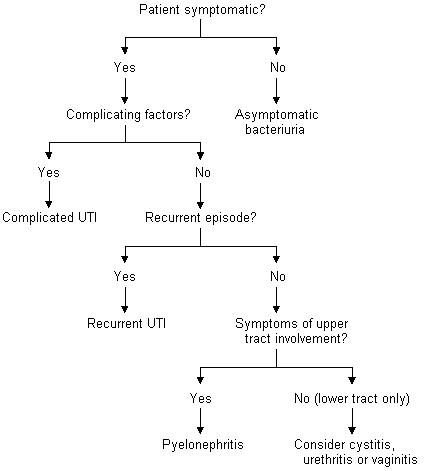 Patient symptomatic?
Yes
No
Complicating factors?
Asymptomatic
bacteriuria
Yes
No
Complicated UTI
Recurrent episode?
Yes
No
Recurrent UTI
Symptoms of upper
tract involvement?
Yes
No (lower tract only)
Pyelonephritis
Consider cystitis,
urethritis or vaginitis